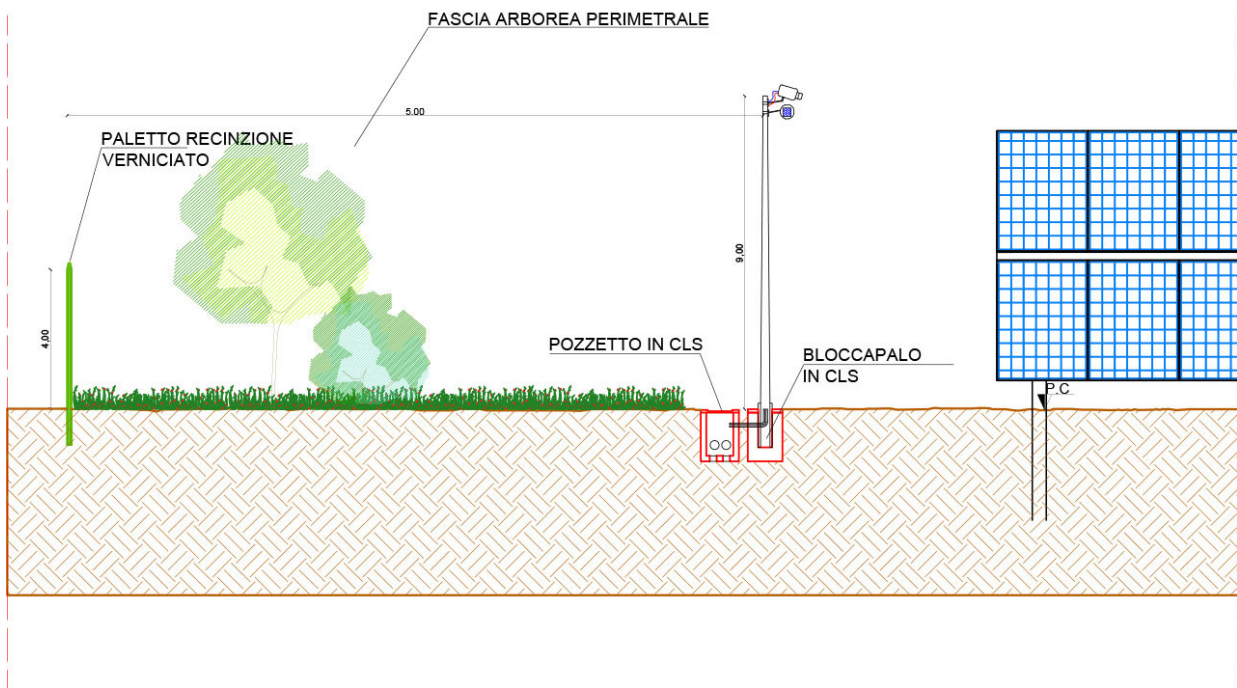 FASCIA ARBOREA PERIMETRALE
5.00
PALETTO RECINZIONE
VERNICIATO
9,00
4,00
POZZETTO IN CLS
BLOCCAPALO
IN CLS
P.C